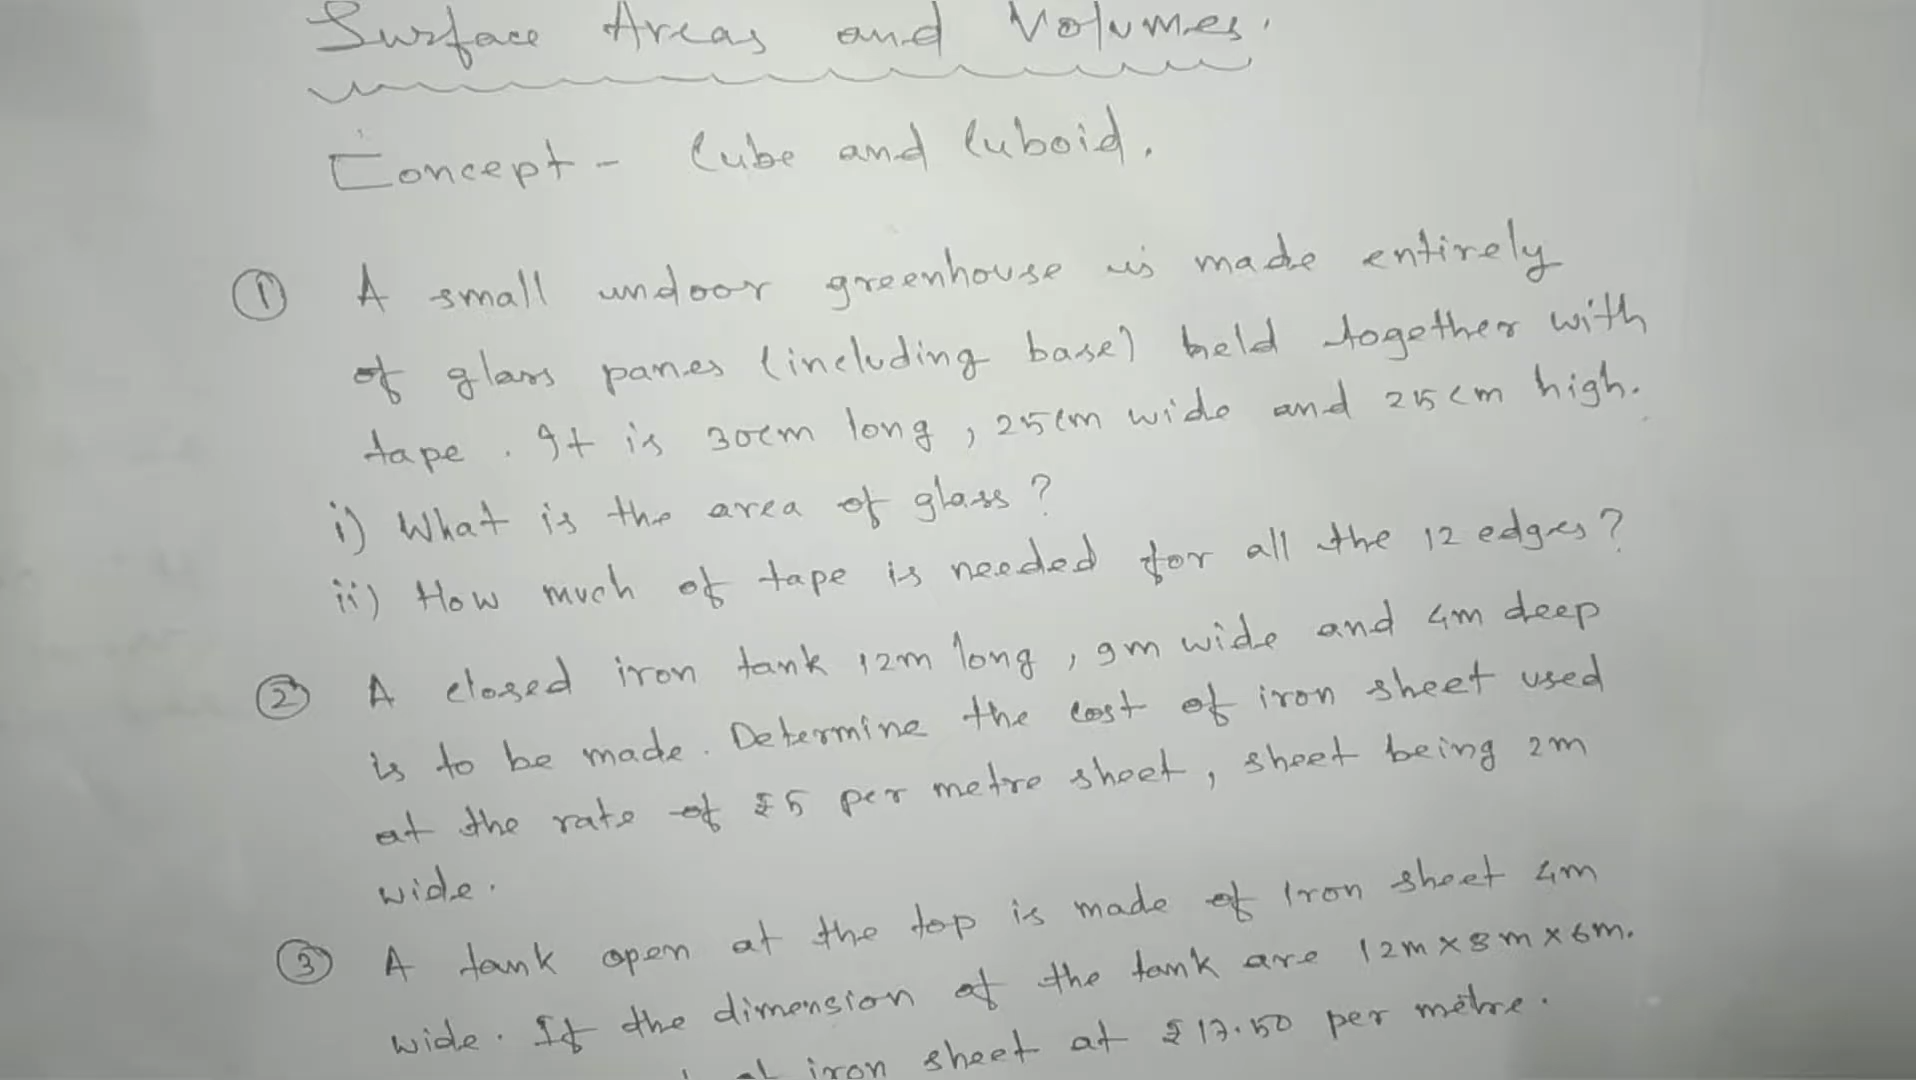 Surface Areas and Volumes.
Concept - Cube and Cuboid.
① A small indoor greenhouse is made entirely
of glass panes (including base) held together with
tape. It is 30cm long, 25cm wide and 25cm high.
i) What is the area of glass?
ii) How much of tape is needed for all the 12 edges?
② A closed iron tank 12m long, 9m wide and 4m deep
is to be made. Determine the cost of iron sheet used
at the rate of ₹5 per metre sheet, sheet being 2m
wide.
③ A tank open at the top is made of iron sheet 4m
wide. If the dimension of the tank are 12m x 8m x 6m.
iron sheet at ₹17.50 per metre.